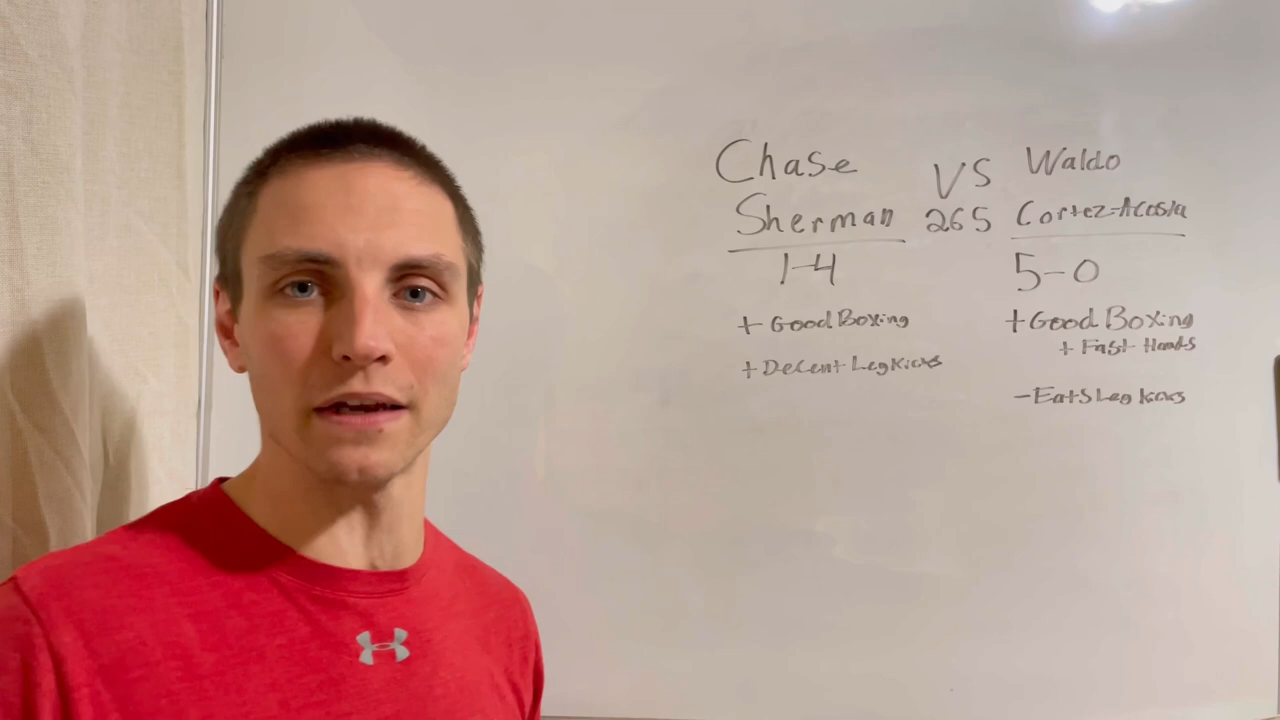 Chase
Sherman
1-4
+ Good Boxing
+ Decent Leg Kicks
VS
265
Waldo
Cortez-Acosta
5-0
+ Good Boxing
+ Fast Hands
- Eats Leg Kicks